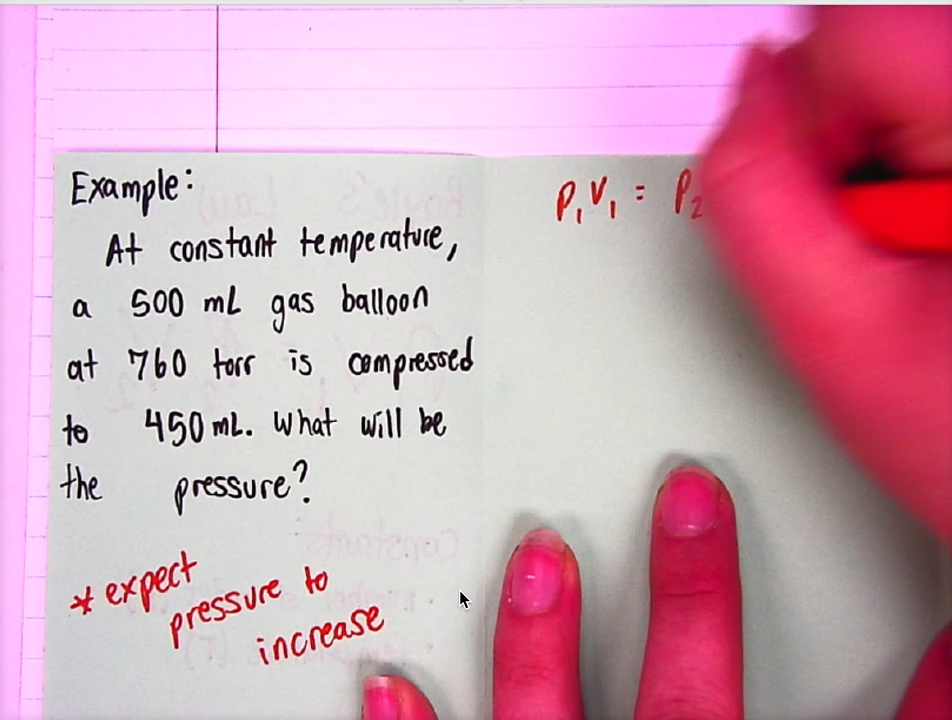 Example:
At constant temperature,
a 500 mL gas balloon
at 760 torr is compressed
to 450 mL. What will be
the pressure?
* expect
pressure to
increase
P₁V₁ = P₂